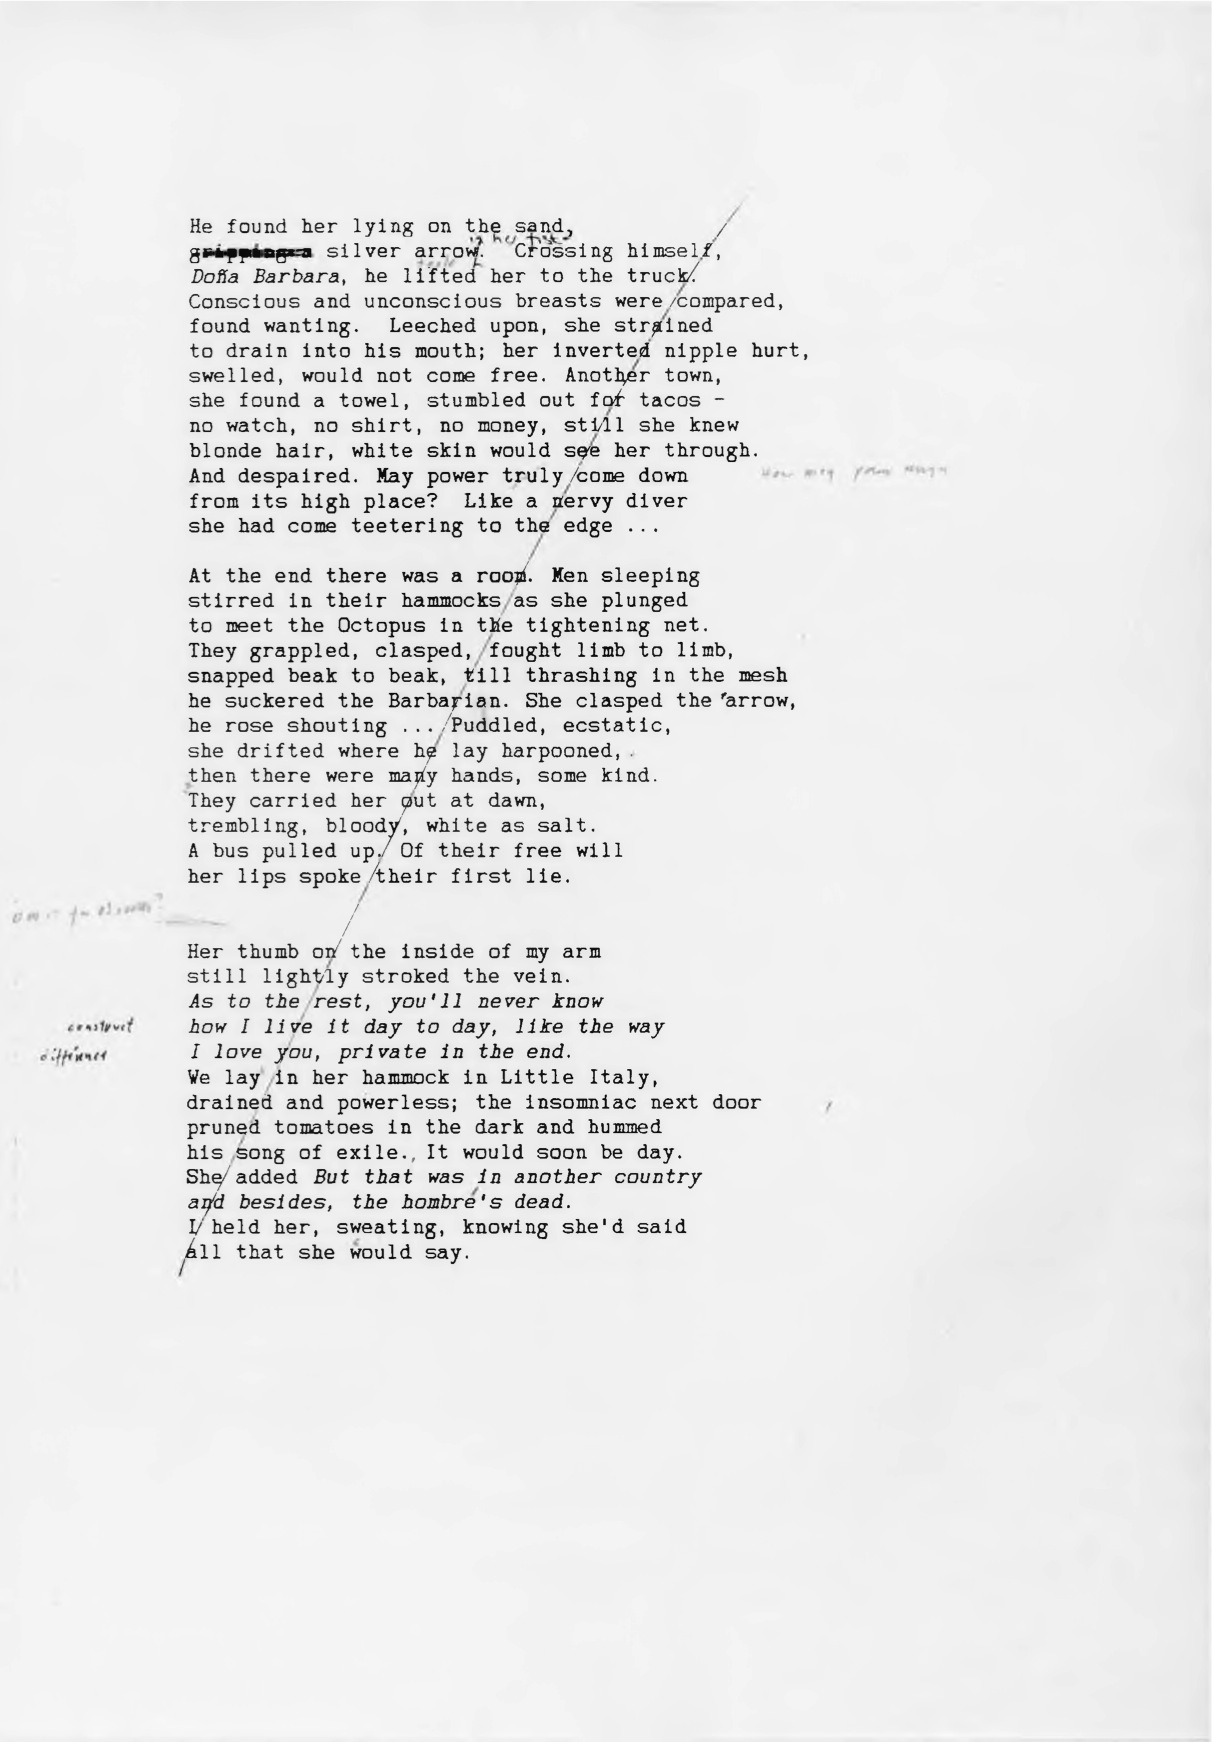 He found her lying on the sand,
in her fist
gripping a silver arrow. Crossing himself,
Doña Barbara, he lifted her to the truck.
Conscious and unconscious breasts were compared,
found wanting. Leeched upon, she strained
to drain into his mouth; her inverted nipple hurt,
swelled, would not come free. Another town,
she found a towel, stumbled out for tacos -
no watch, no shirt, no money, still she knew
blonde hair, white skin would see her through.
And despaired. May power truly come down
How may power
from its high place? Like a nervy diver
she had come teetering to the edge ...
At the end there was a room. Men sleeping
stirred in their hammocks as she plunged
to meet the Octopus in the tightening net.
They grappled, clasped, fought limb to limb,
snapped beak to beak, till thrashing in the mesh
he suckered the Barbarian. She clasped the arrow,
he rose shouting ... Puddled, ecstatic,
she drifted where he lay harpooned,
then there were many hands, some kind.
They carried her out at dawn,
trembling, bloody, white as salt.
A bus pulled up. Of their free will
her lips spoke their first lie.
Her thumb on the inside of my arm
still lightly stroked the vein.
As to the rest, you'll never know
construct
how I live it day to day, like the way
different
I love you, private in the end.
We lay in her hammock in Little Italy,
drained and powerless; the insomniac next door
pruned tomatoes in the dark and hummed
his song of exile. It would soon be day.
She added But that was in another country
and besides, the hombre's dead.
I held her, sweating, knowing she'd said
all that she would say.